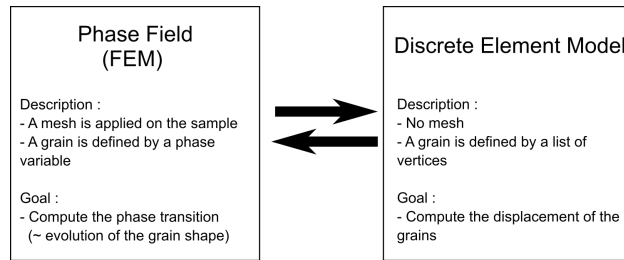 Phase Field
(FEM)
Description :
- A mesh is applied on the sample
- A grain is defined by a phase
variable
Goal :
- Compute the phase transition
(~ evolution of the grain shape)
Discrete Element Model
Description :
- No mesh
- A grain is defined by a list of
vertices
Goal :
- Compute the displacement of the
grains